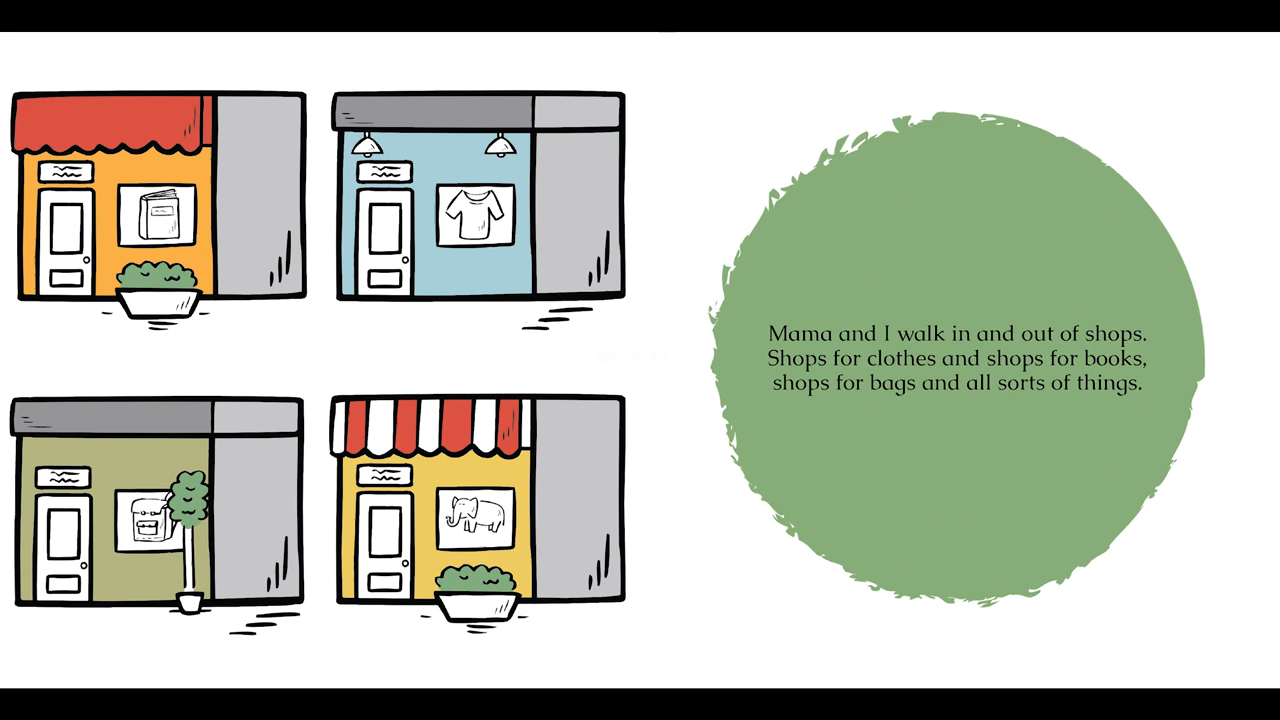 Mama and I walk in and out of shops.
Shops for clothes and shops for books,
shops for bags and all sorts of things.